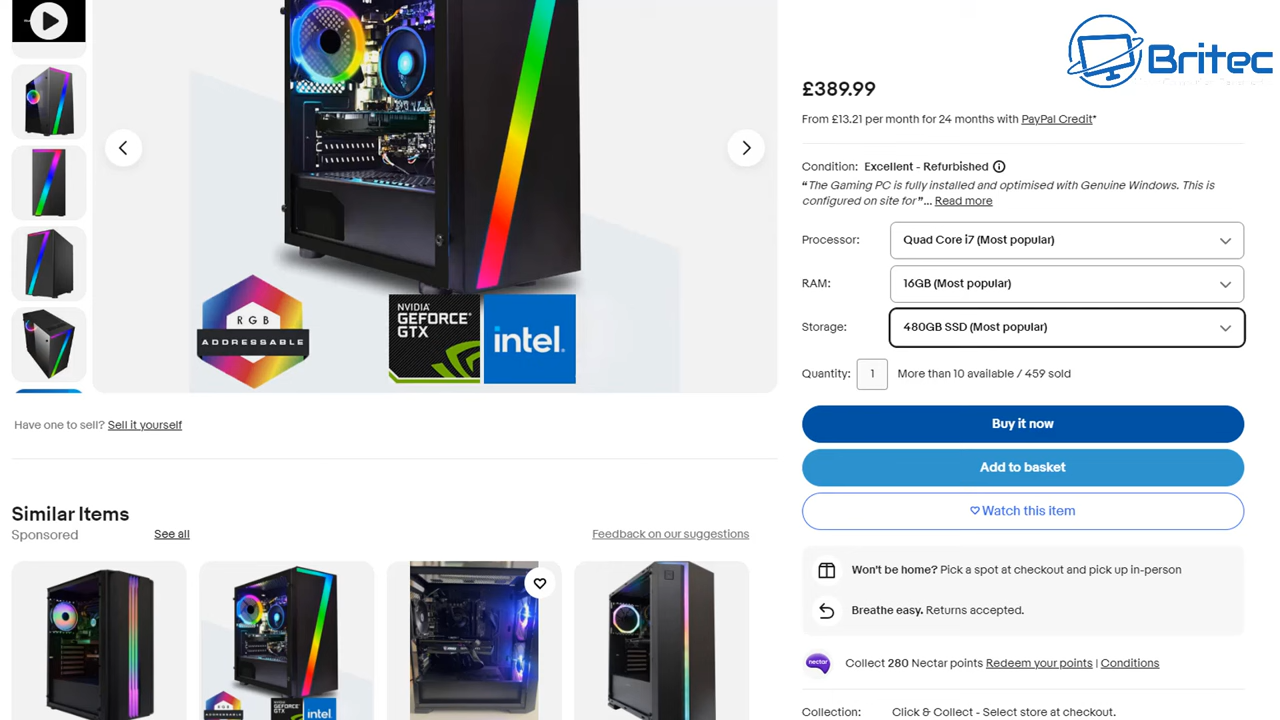 Britec
£389.99
From £13.21 per month for 24 months with PayPal Credit*
Condition: Excellent - Refurbished
“The Gaming PC is fully installed and optimised with Genuine Windows. This is
configured on site for”... Read more
Processor: Quad Core i7 (Most popular)
RAM: 16GB (Most popular)
Storage: 480GB SSD (Most popular)
Quantity: 1 More than 10 available / 459 sold
Buy it now
Add to basket
Watch this item
Won't be home? Pick a spot at checkout and pick up in-person
Breathe easy. Returns accepted.
nectar
Collect 280 Nectar points Redeem your points | Conditions
Collection: Click & Collect - Select store at checkout.
RGB
ADDRESSABLE
NVIDIA
GEFORCE
GTX
intel.
Have one to sell? Sell it yourself
Similar Items
Sponsored
See all
Feedback on our suggestions
RGB
ADDRESSABLE
GEFORCE
GTX
intel